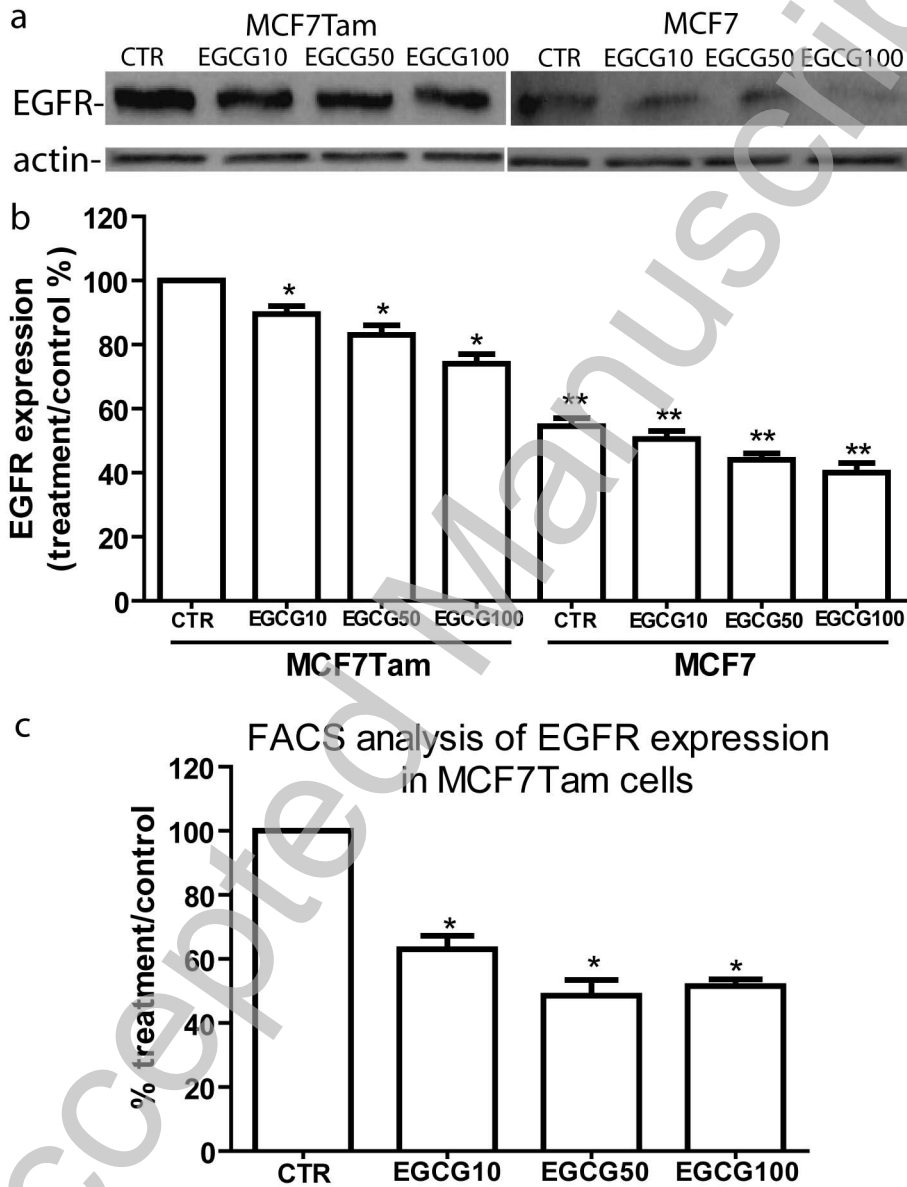 a
MCF7Tam MCF7
CTR EGCG10 EGCG50 EGCG100 CTR EGCG10 EGCG50 EGCG100
EGFR-
actin-
b
EGFR expression
(treatment/control %)
120
100
80
60
40
20
0
* * * ** ** ** **
CTR EGCG10 EGCG50 EGCG100 CTR EGCG10 EGCG50 EGCG100
MCF7Tam MCF7
c
FACS analysis of EGFR expression
in MCF7Tam cells
% treatment/control
120
100
80
60
40
20
0
* * *
CTR EGCG10 EGCG50 EGCG100
ccepted Manuscrip